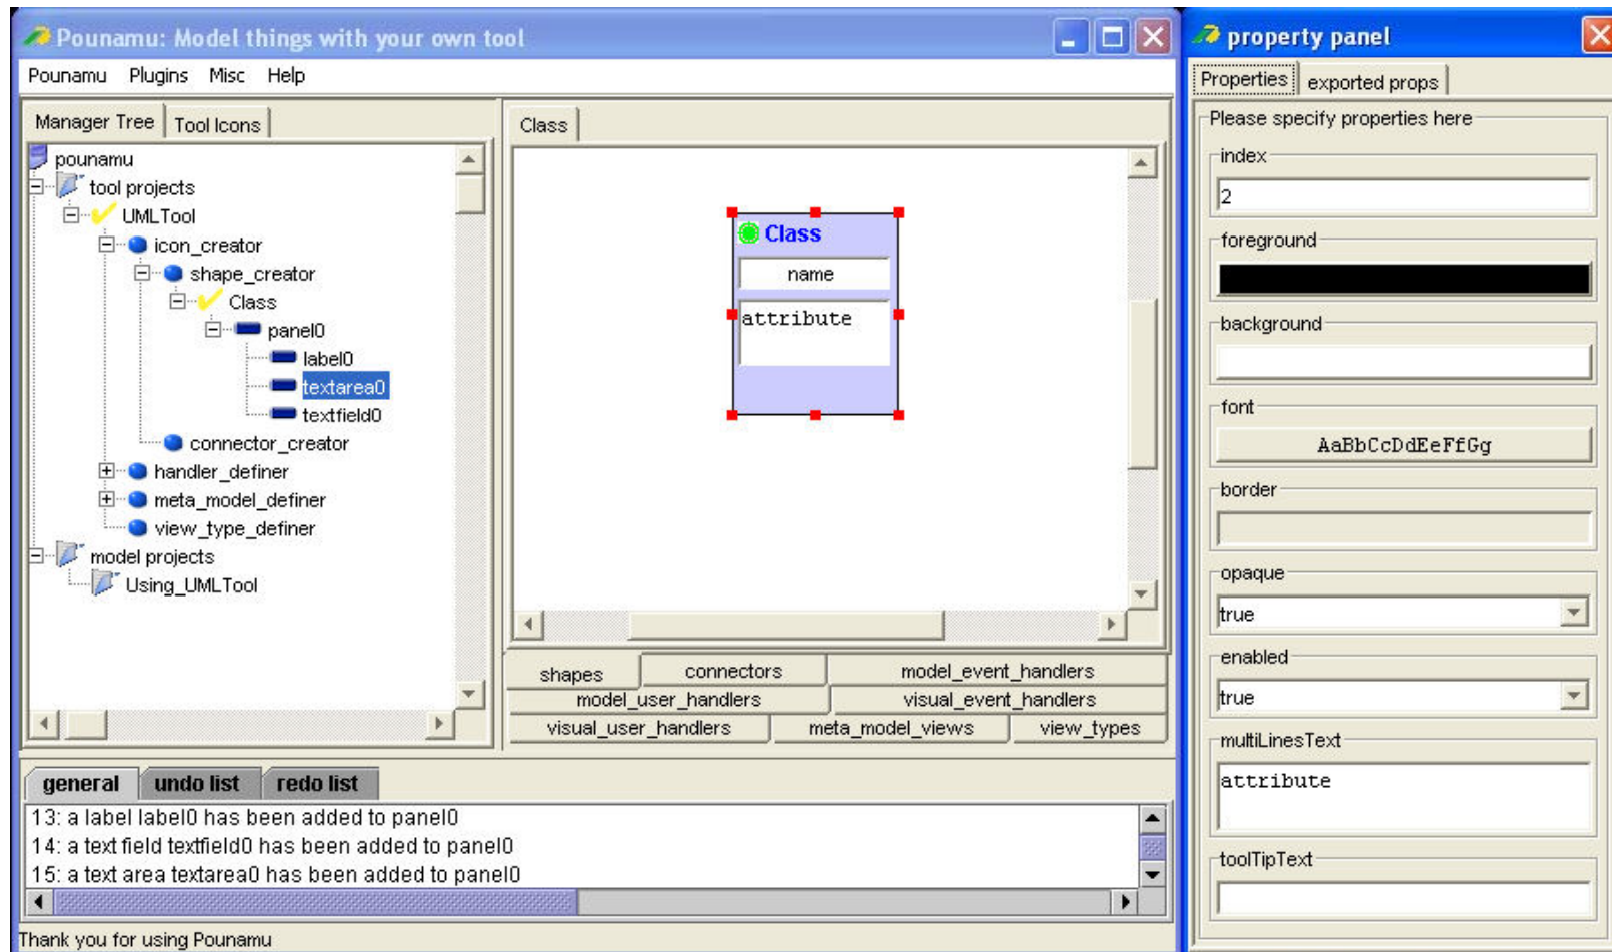 Pounamu: Model things with your own tool
Pounamu Plugins Misc Help
Manager Tree Tool Icons
pounamu
tool projects
UMLTool
icon_creator
shape_creator
Class
panel0
label0
textarea0
textfield0
connector_creator
handler_definer
meta_model_definer
view_type_definer
model projects
Using_UMLTool
Class
Class
name
attribute
shapes connectors model_event_handlers
model_user_handlers visual_event_handlers
visual_user_handlers meta_model_views view_types
general undo list redo list
13: a label label0 has been added to panel0
14: a text field textfield0 has been added to panel0
15: a text area textarea0 has been added to panel0
Thank you for using Pounamu
property panel
Properties exported props
Please specify properties here
index
2
foreground
background
font
AaBbCcDdEeFfGg
border
opaque
true
enabled
true
multiLinesText
attribute
toolTipText